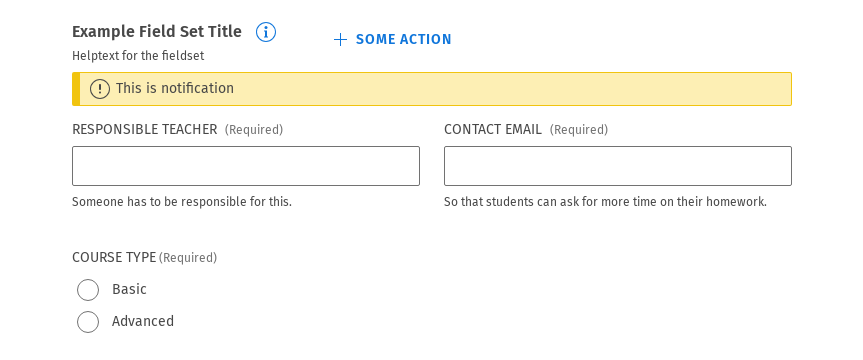 Example Field Set Title
SOME ACTION
Helptext for the fieldset
This is notification
RESPONSIBLE TEACHER (Required)
CONTACT EMAIL (Required)
Someone has to be responsible for this.
So that students can ask for more time on their homework.
COURSE TYPE (Required)
Basic
Advanced